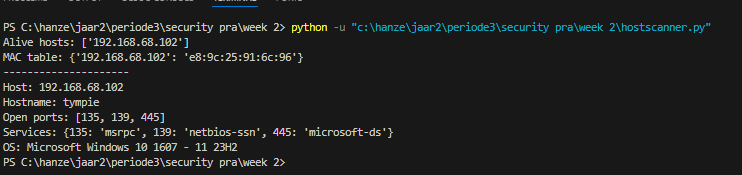 PS C:\hanze\jaar2\periode3\security pra\week 2> python -u "c:\hanze\jaar2\periode3\security pra\week 2\hostscanner.py"
Alive hosts: ['192.168.68.102']
MAC table: {'192.168.68.102': 'e8:9c:25:91:6c:96'}
---------------------
Host: 192.168.68.102
Hostname: tympie
Open ports: [135, 139, 445]
Services: {135: 'msrpc', 139: 'netbios-ssn', 445: 'microsoft-ds'}
OS: Microsoft Windows 10 1607 - 11 23H2
PS C:\hanze\jaar2\periode3\security pra\week 2>